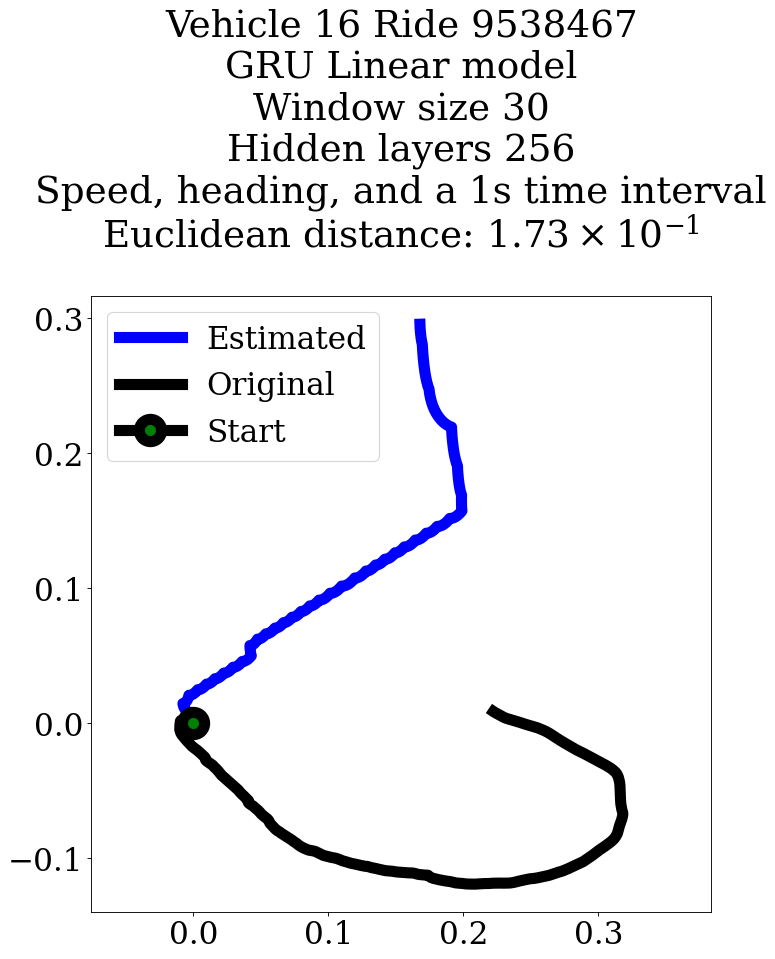 Vehicle 16 Ride 9538467
GRU Linear model
Window size 30
Hidden layers 256
Speed, heading, and a 1s time interval
Euclidean distance: 1.73 × 10⁻¹
Estimated
Original
Start
0.3
0.2
0.1
0.0
−0.1
0.0 0.1 0.2 0.3